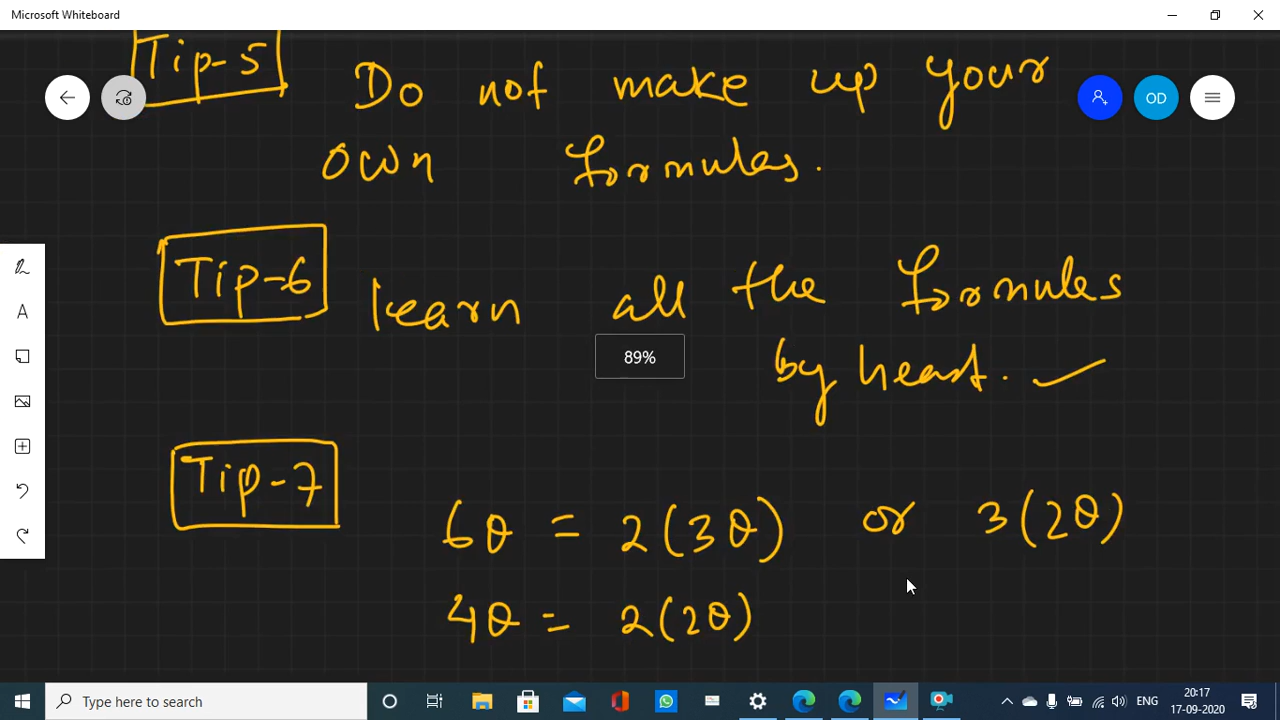 Microsoft Whiteboard
Tip-5 Do not make up your
own formules.
OD
Tip-6 learn all the formules
89%
by heart.
Tip-7
6θ = 2(3θ) or 3(2θ)
4θ = 2(2θ)
Type here to search
ENG
20:17
17-09-2020